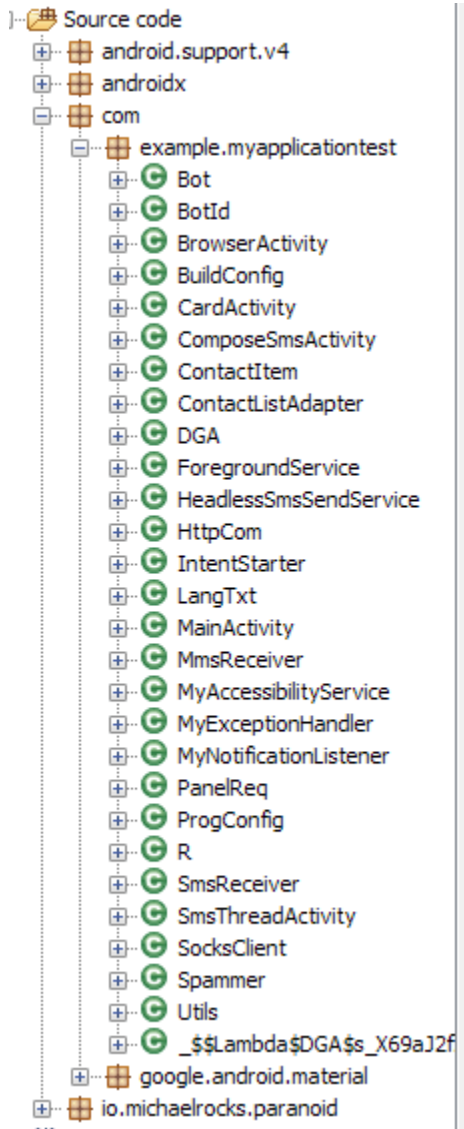 Source code
android.support.v4
androidx
com
example.myapplicationtest
Bot
BotId
BrowserActivity
BuildConfig
CardActivity
ComposeSmsActivity
ContactItem
ContactListAdapter
DGA
ForegroundService
HeadlessSmsSendService
HttpCom
IntentStarter
LangTxt
MainActivity
MmsReceiver
MyAccessibilityService
MyExceptionHandler
MyNotificationListener
PanelReq
ProgConfig
R
SmsReceiver
SmsThreadActivity
SocksClient
Spammer
Utils
_$$Lambda$DGA$s_X69aJ2f
google.android.material
io.michaelrocks.paranoid